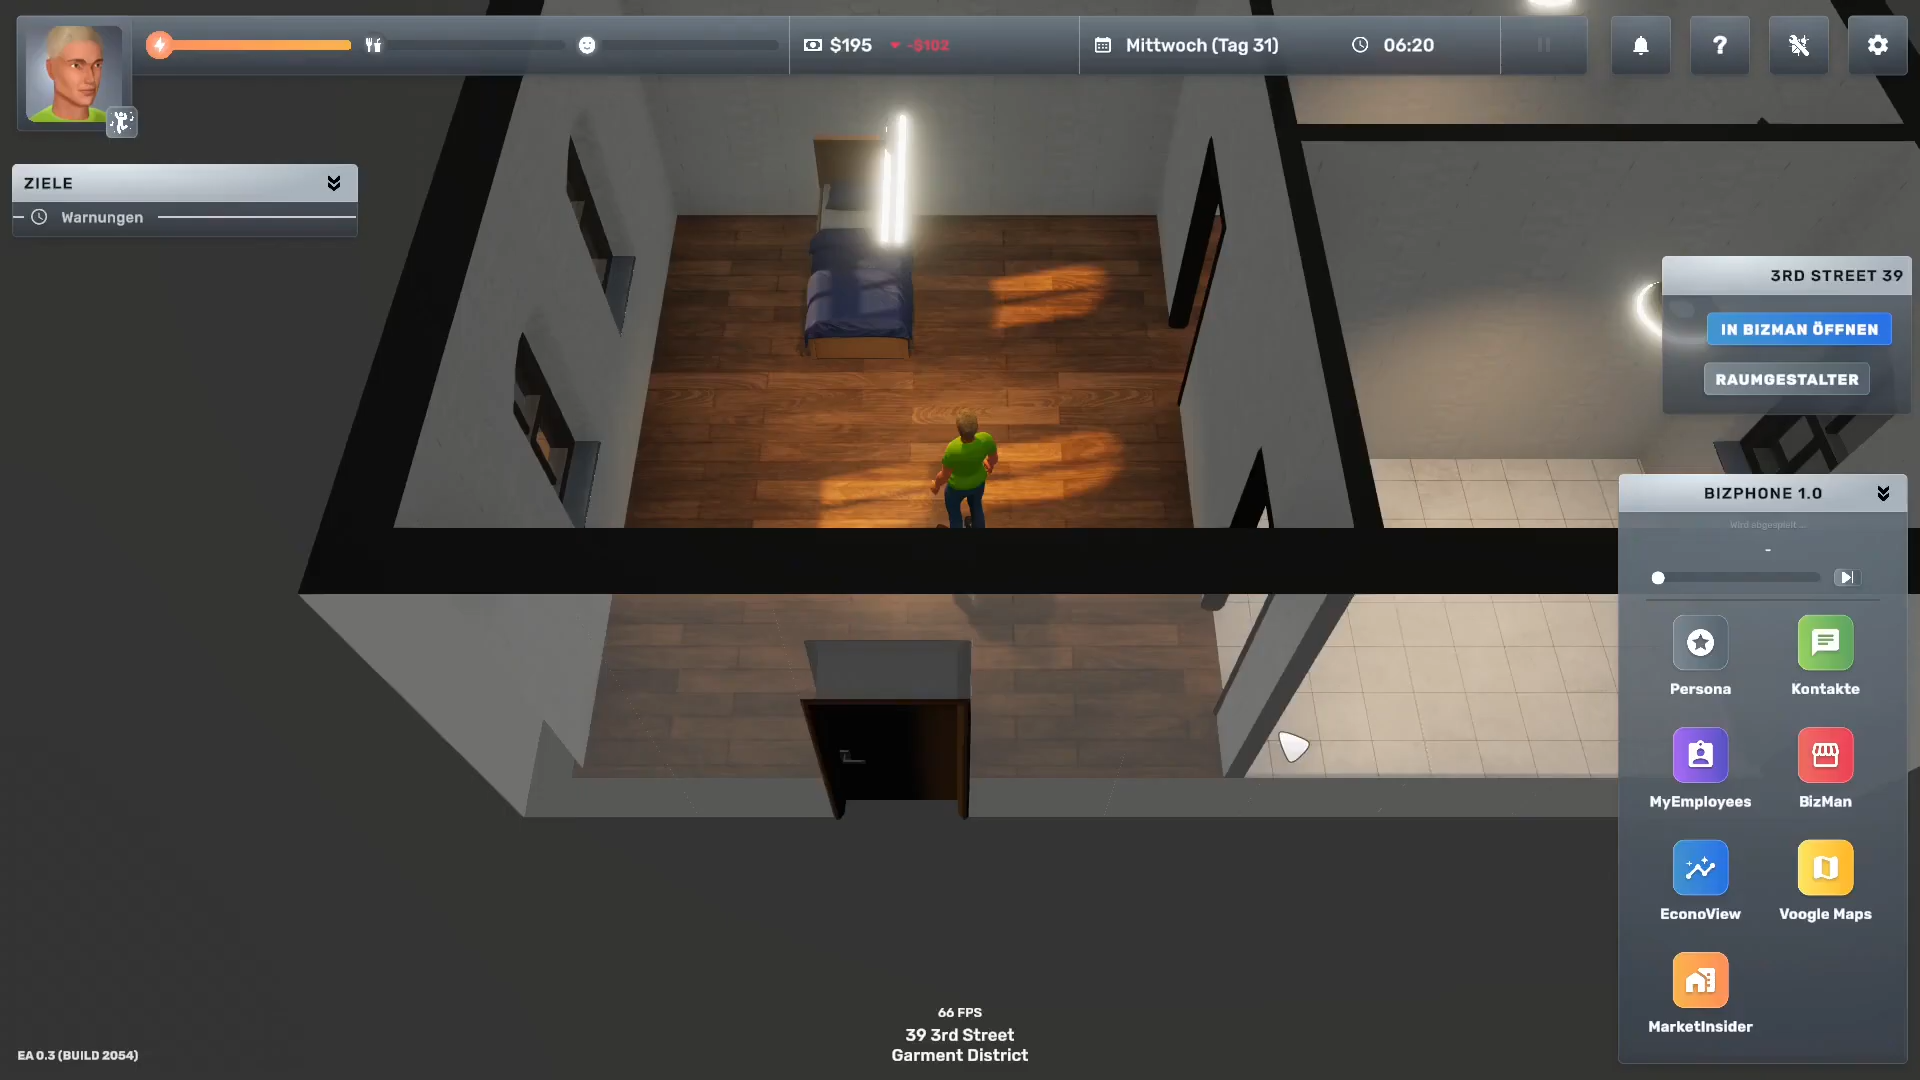 $195
-$102
Mittwoch (Tag 31)
06:20
ZIELE
Warnungen
3RD STREET 39
IN BIZMAN ÖFFNEN
RAUMGESTALTER
BIZPHONE 1.0
Wird abgespielt ...
-
Persona
Kontakte
MyEmployees
BizMan
EconoView
Voogle Maps
MarketInsider
66 FPS
39 3rd Street
Garment District
EA 0.3 (BUILD 2054)